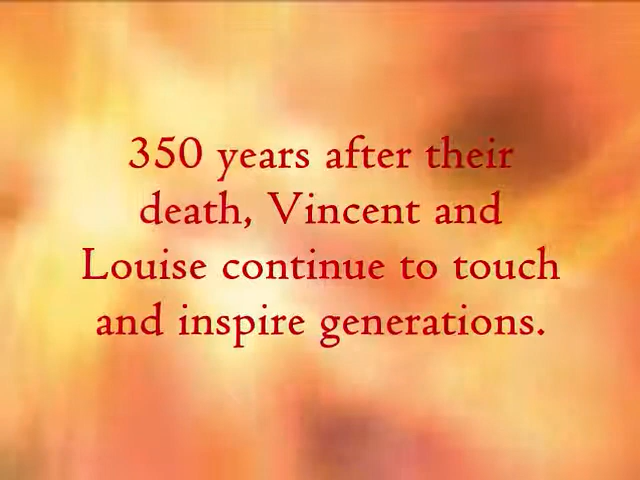 350 years after their
death, Vincent and
Louise continue to touch
and inspire generations.